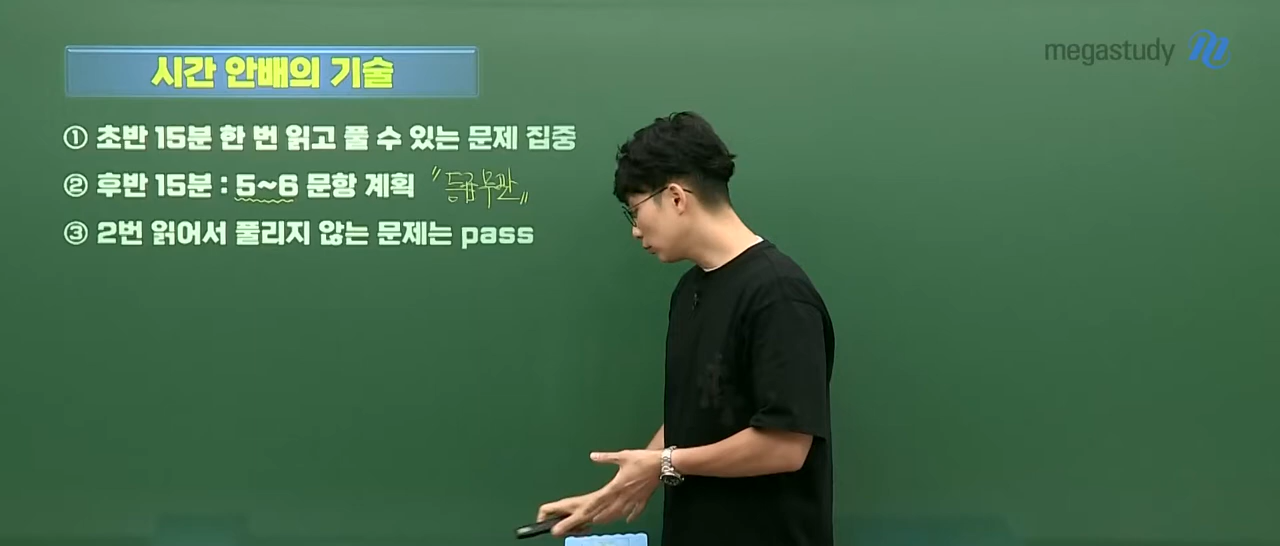 megastudy
시간 안배의 기술
① 초반 15분 한 번 읽고 풀 수 있는 문제 집중
② 후반 15분 : 5~6 문항 계획 "등급무관"
③ 2번 읽어서 풀리지 않는 문제는 pass